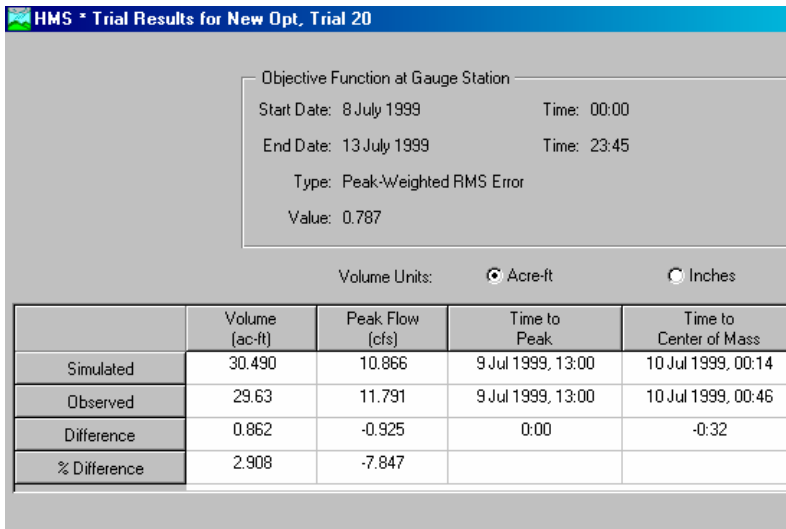 HMS * Trial Results for New Opt, Trial 20
Objective Function at Gauge Station
Start Date: 8 July 1999 Time: 00:00
End Date: 13 July 1999 Time: 23:45
Type: Peak-Weighted RMS Error
Value: 0.787
Volume Units: Acre-ft Inches
Volume (ac-ft) Peak Flow (cfs) Time to Peak Time to Center of Mass
Simulated 30.490 10.866 9 Jul 1999, 13:00 10 Jul 1999, 00:14
Observed 29.63 11.791 9 Jul 1999, 13:00 10 Jul 1999, 00:46
Difference 0.862 -0.925 0:00 -0:32
% Difference 2.908 -7.847